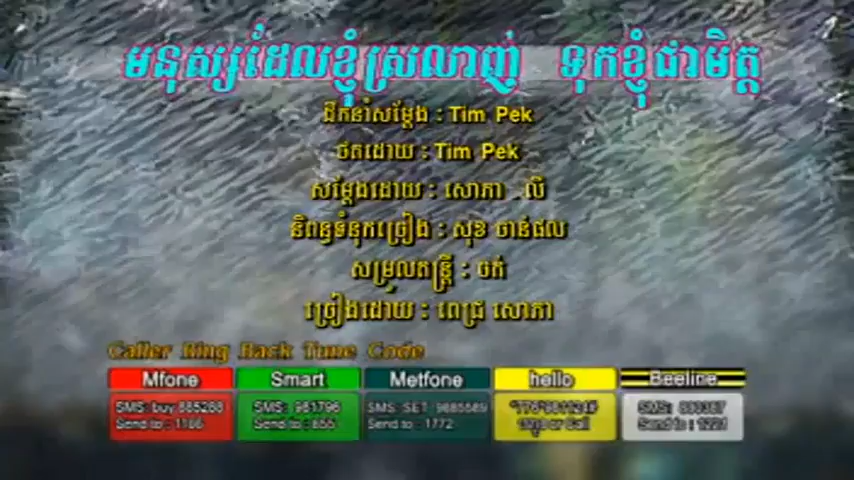 មនុស្សដែលខ្ញុំស្រលាញ់ ទុកខ្ញុំជាមិត្ត
ដឹកនាំសម្តែង : Tim Pek
ថតដោយ : Tim Pek
សម្តែងដោយ : សោភា លី
និពន្ធទំនុកច្រៀង : សុខ ចាន់ផល
សម្រួលតន្ត្រី : ចក់
ច្រៀងដោយ : ពេជ្រ សោភា
Caller Ring Back Tune Code
Mfone Smart Metfone hello Beeline
SMS: buy 885288 SMS: 981796 SMS: SET SMS:
Send to : 1166 Send to : 855 Send to : 1772 or Call Send to :